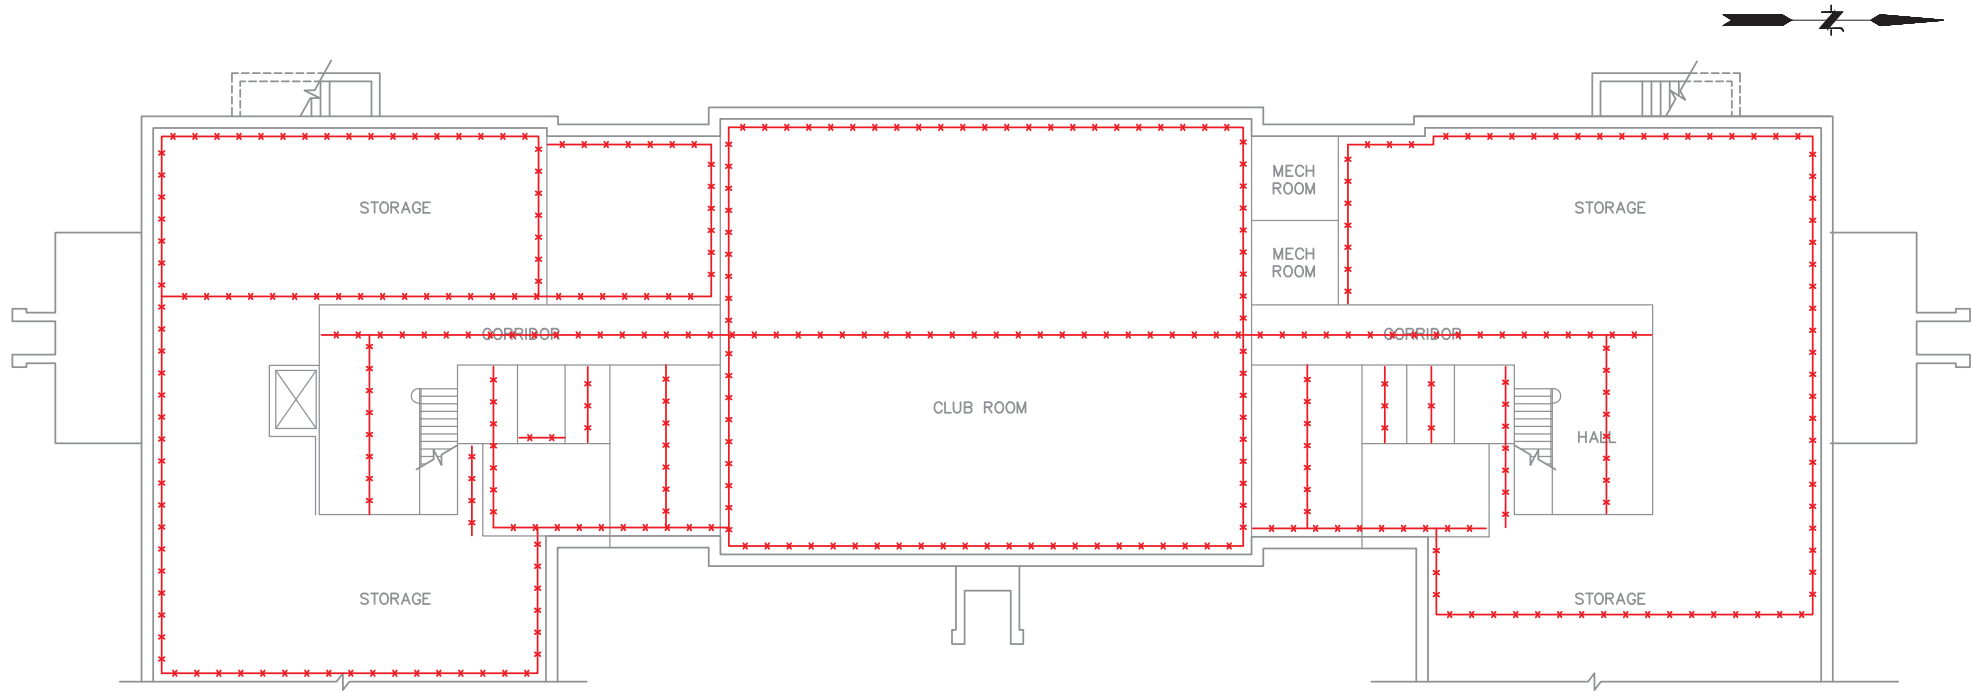 N
STORAGE
MECH
ROOM
STORAGE
MECH
ROOM
CORRIDOR
CORRIDOR
CLUB ROOM
HALL
STORAGE
STORAGE